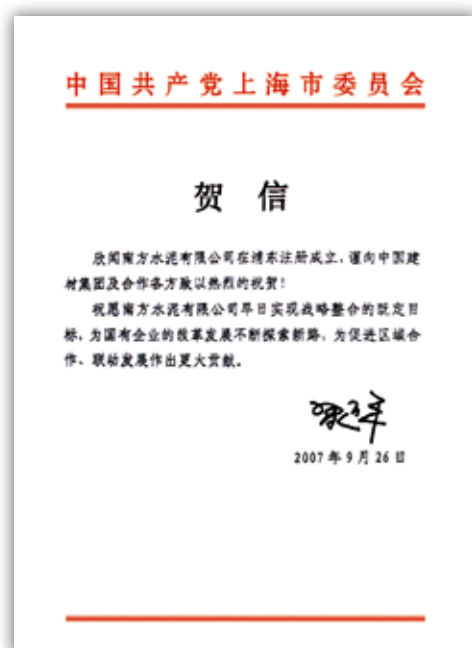 中国共产党上海市委员会
贺 信
欣闻南方水泥有限公司在浦东注册成立，谨向中国建
材集团及合作各方致以热烈的祝贺！
祝愿南方水泥有限公司早日实现战略整合的既定目
标，为国有企业的改革发展不断探索新路，为促进区域合
作、联动发展作出更大贡献。
2007年9月26日